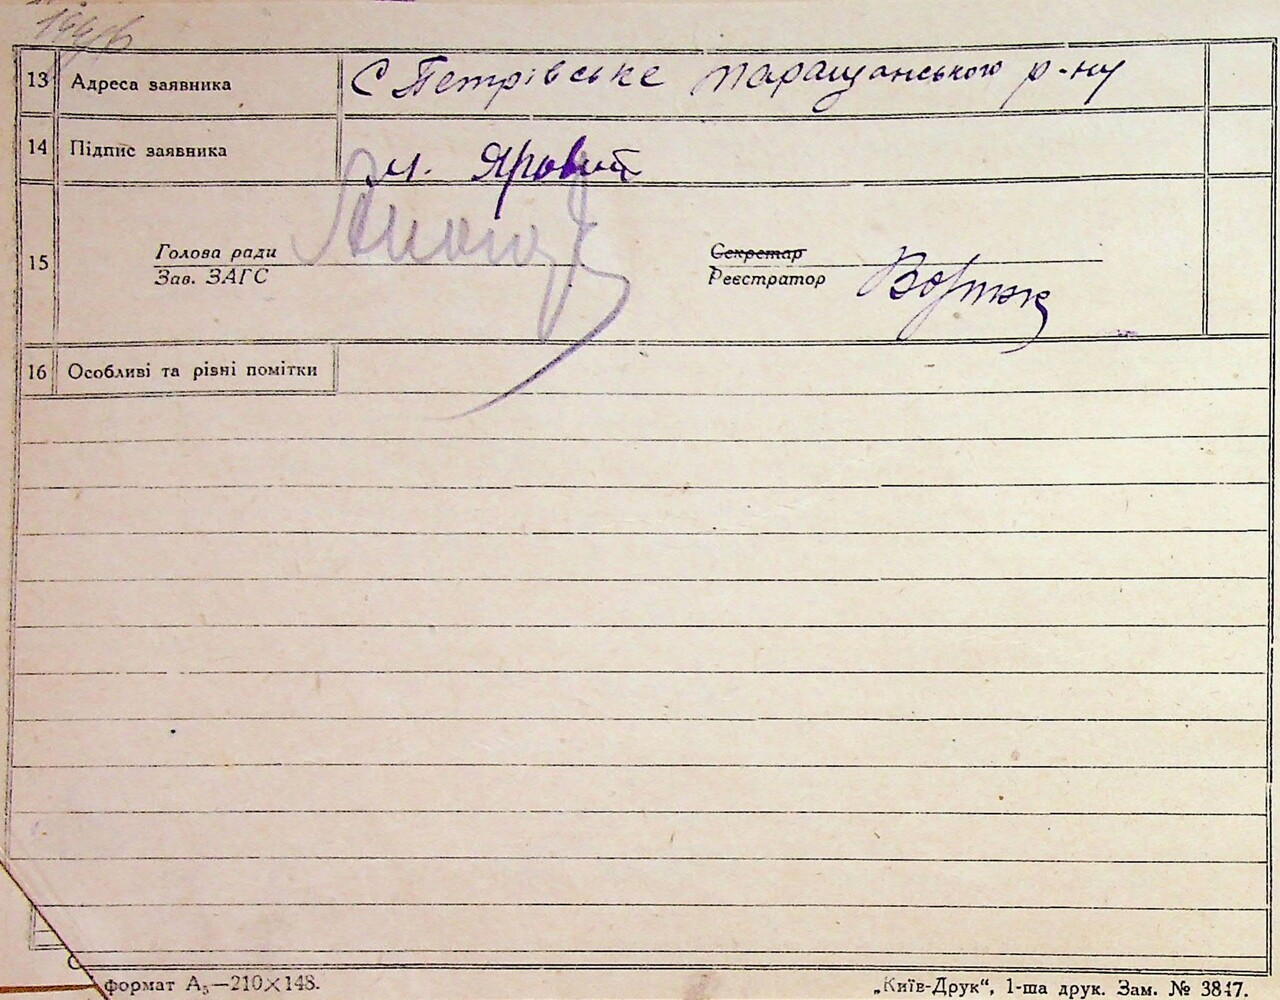 13 Адреса заявника С Петрівське Таращанського р-ну
14 Підпис заявника Яровий
15
Голова ради Секретар
Зав. ЗАГС Реєстратор
16 Особливі та різні помітки
формат А₅—210×148. „Київ-Друк“, 1-ша друк. Зам. № 3847.